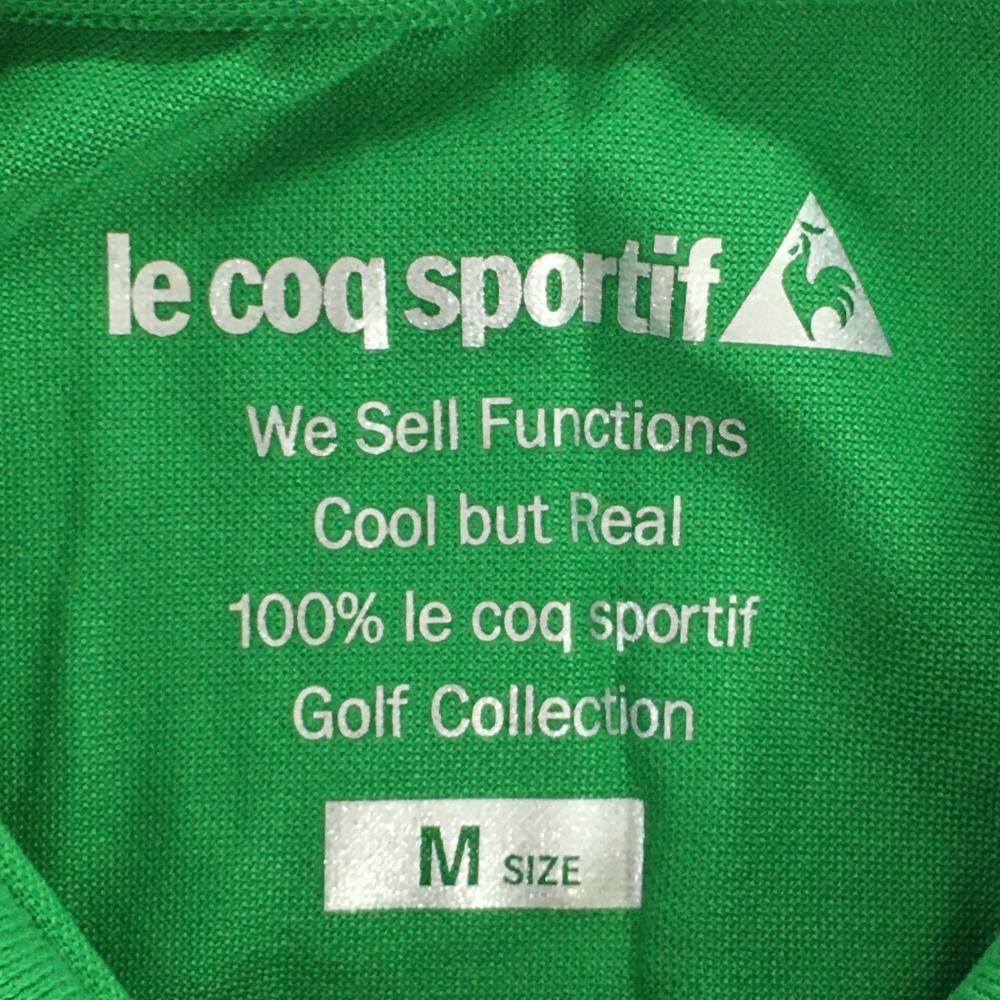 le coq sportif
We Sell Functions
Cool but Real
100% le coq sportif
Golf Collection
M SIZE